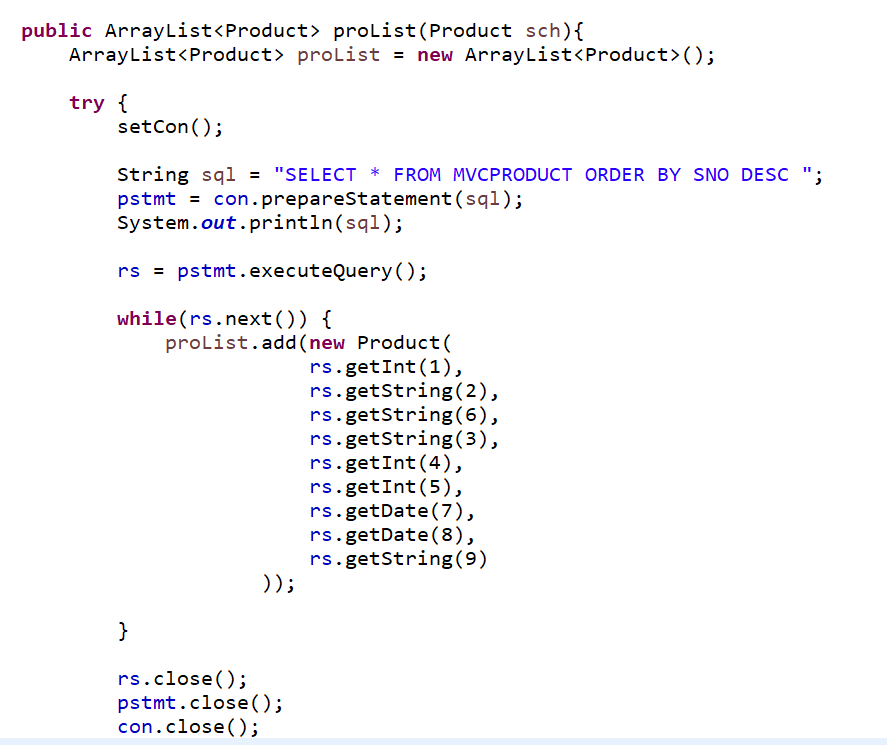 public ArrayList<Product> proList(Product sch){
ArrayList<Product> proList = new ArrayList<Product>();
try {
setCon();
String sql = "SELECT * FROM MVCPRODUCT ORDER BY SNO DESC ";
pstmt = con.prepareStatement(sql);
System.out.println(sql);
rs = pstmt.executeQuery();
while(rs.next()) {
proList.add(new Product(
rs.getInt(1),
rs.getString(2),
rs.getString(6),
rs.getString(3),
rs.getInt(4),
rs.getInt(5),
rs.getDate(7),
rs.getDate(8),
rs.getString(9)
));
}
rs.close();
pstmt.close();
con.close();